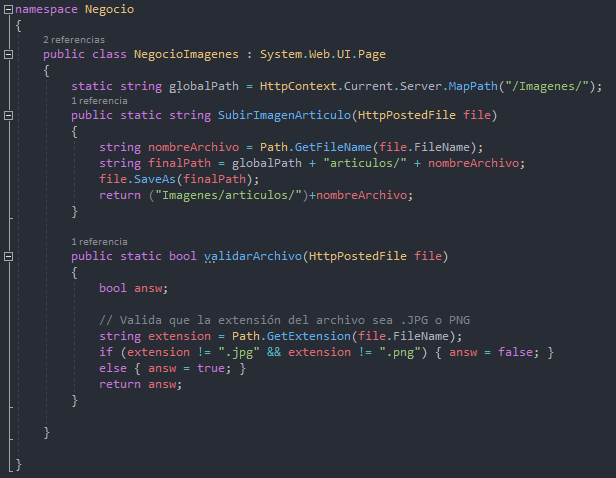 namespace Negocio
{
2 referencias
public class NegocioImagenes : System.Web.UI.Page
{
static string globalPath = HttpContext.Current.Server.MapPath("/Imagenes/");
1 referencia
public static string SubirImagenArticulo(HttpPostedFile file)
{
string nombreArchivo = Path.GetFileName(file.FileName);
string finalPath = globalPath + "articulos/" + nombreArchivo;
file.SaveAs(finalPath);
return ("Imagenes/articulos/")+nombreArchivo;
}
1 referencia
public static bool validarArchivo(HttpPostedFile file)
{
bool answ;
// Valida que la extensión del archivo sea .JPG o PNG
string extension = Path.GetExtension(file.FileName);
if (extension != ".jpg" && extension != ".png") { answ = false; }
else { answ = true; }
return answ;
}
}
}